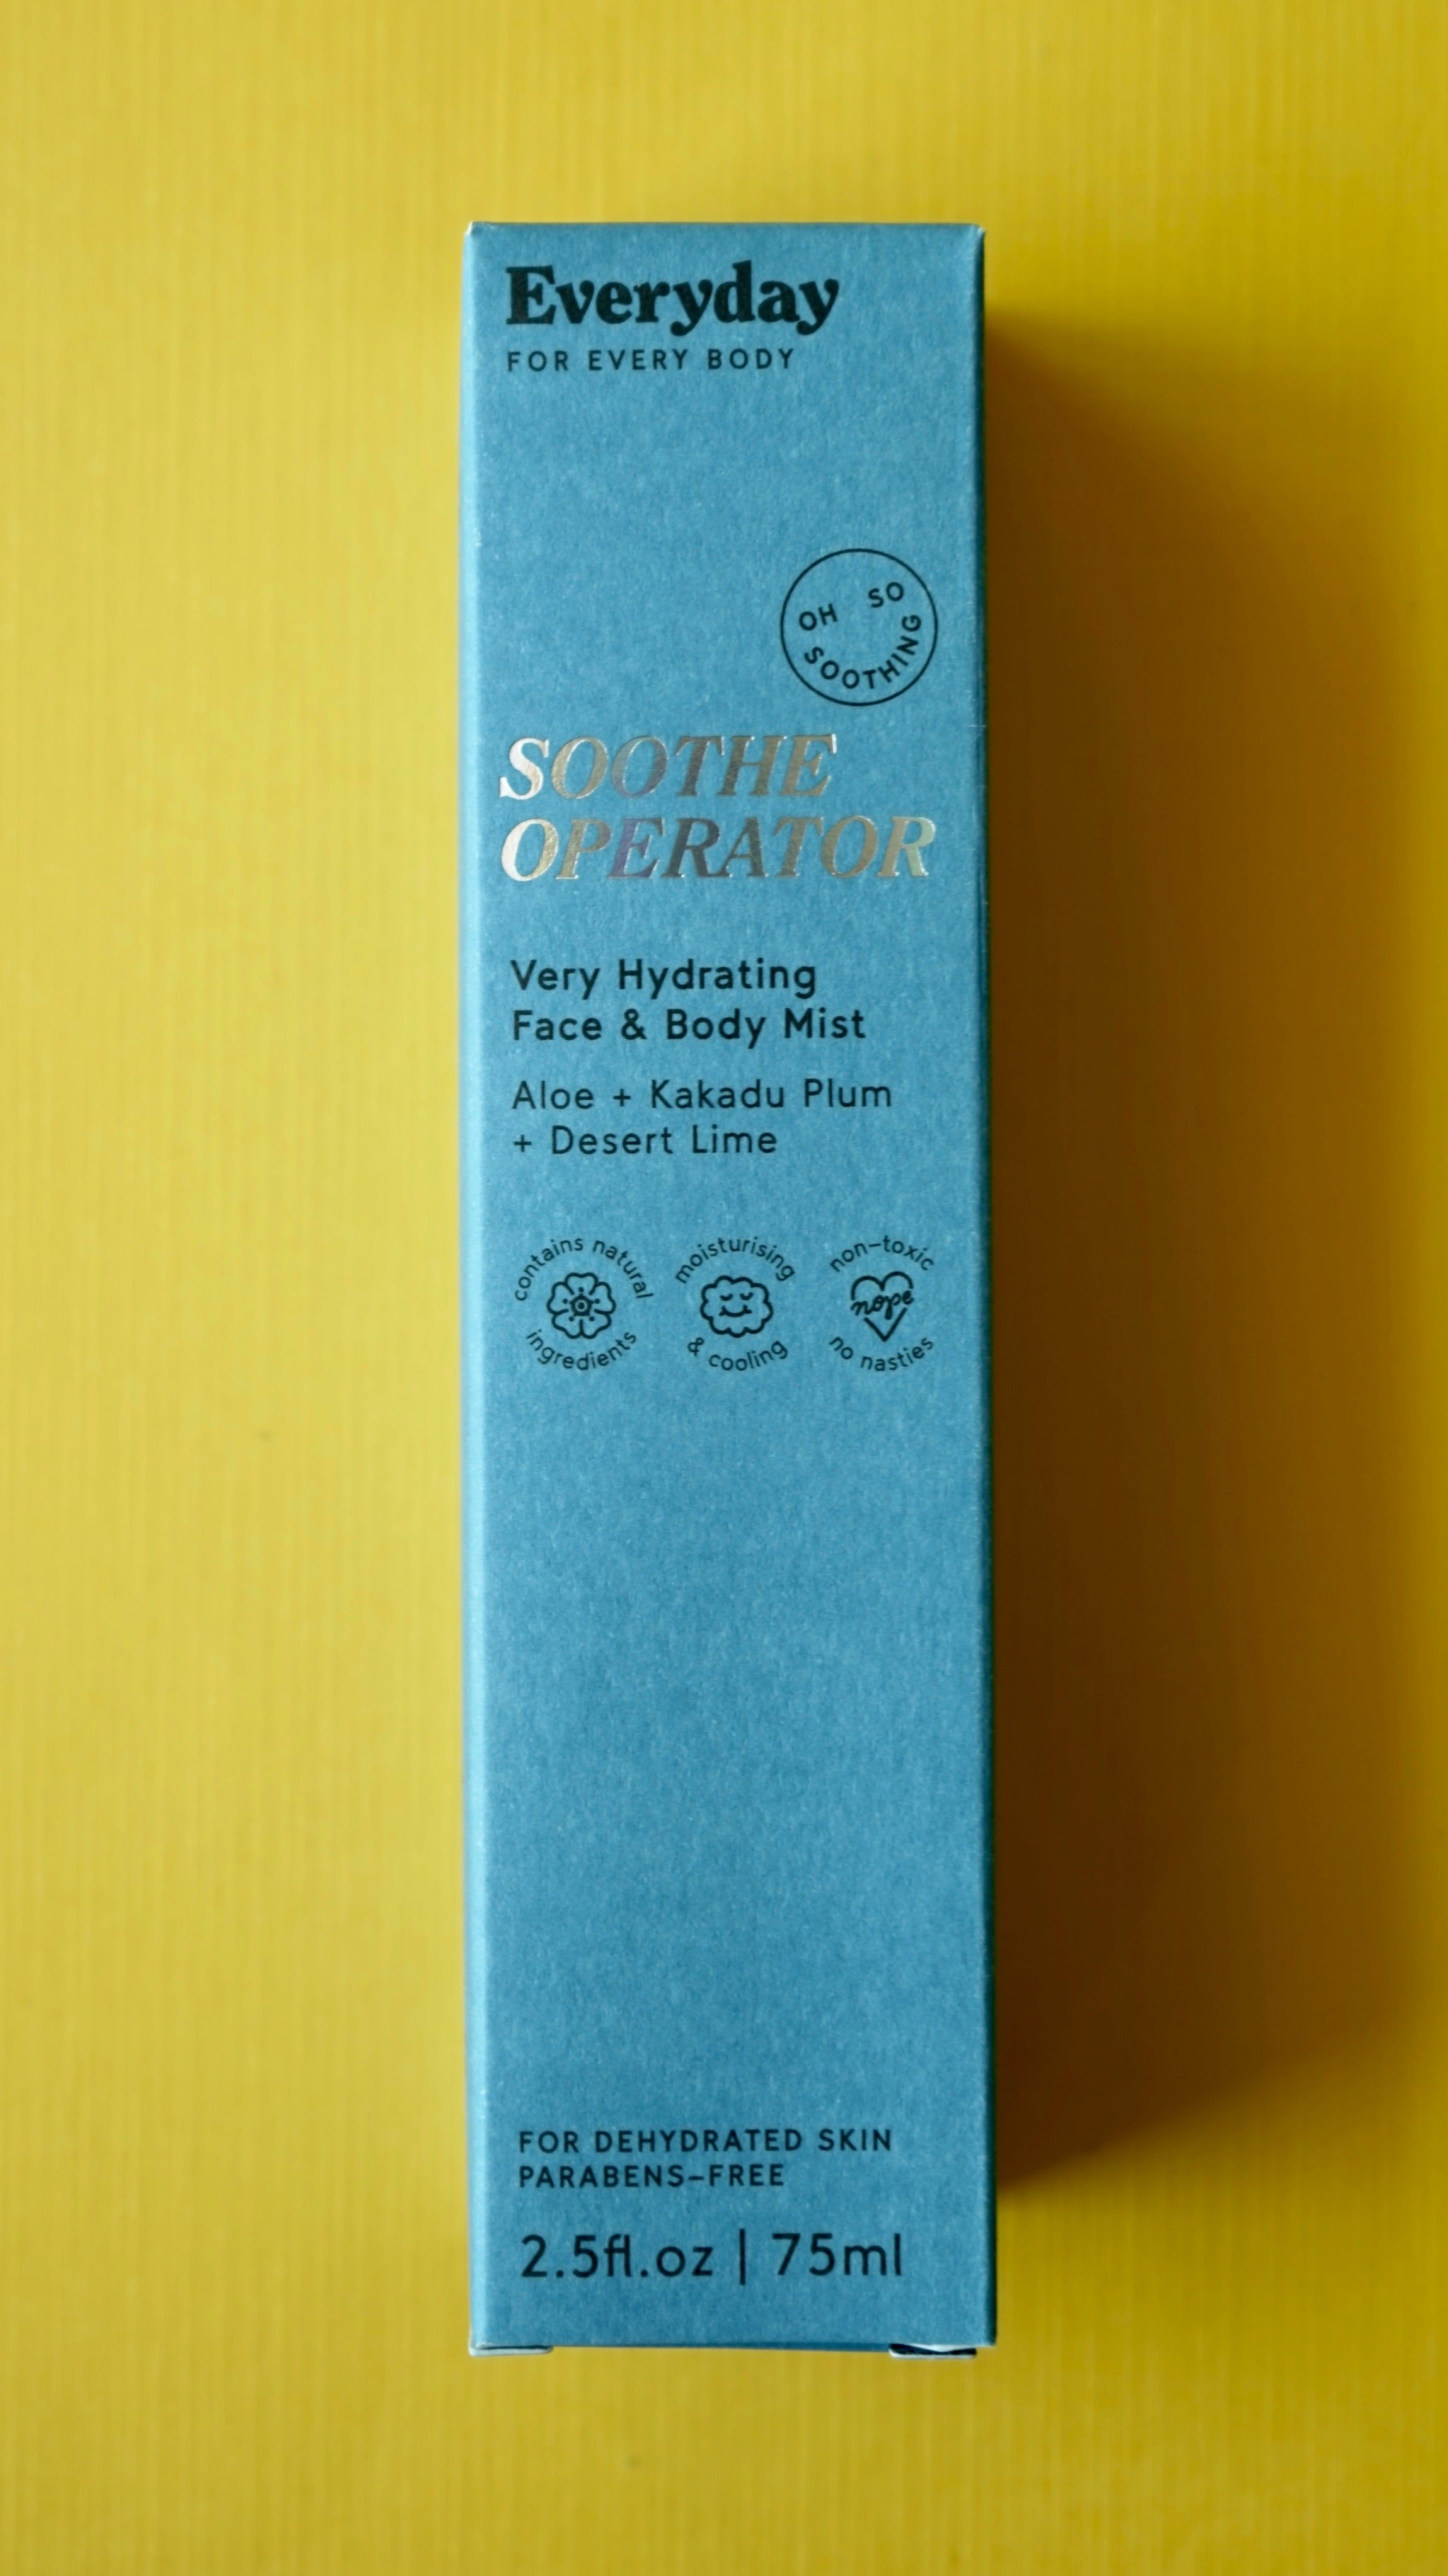 Everyday
FOR EVERY BODY
OH SO
SOOTHING
SOOTHE
OPERATOR
Very Hydrating
Face & Body Mist
Aloe + Kakadu Plum
+ Desert Lime
contains natural
ingredients
moisturising
& cooling
non-toxic
nope
no nasties
FOR DEHYDRATED SKIN
PARABENS-FREE
2.5fl.oz | 75ml